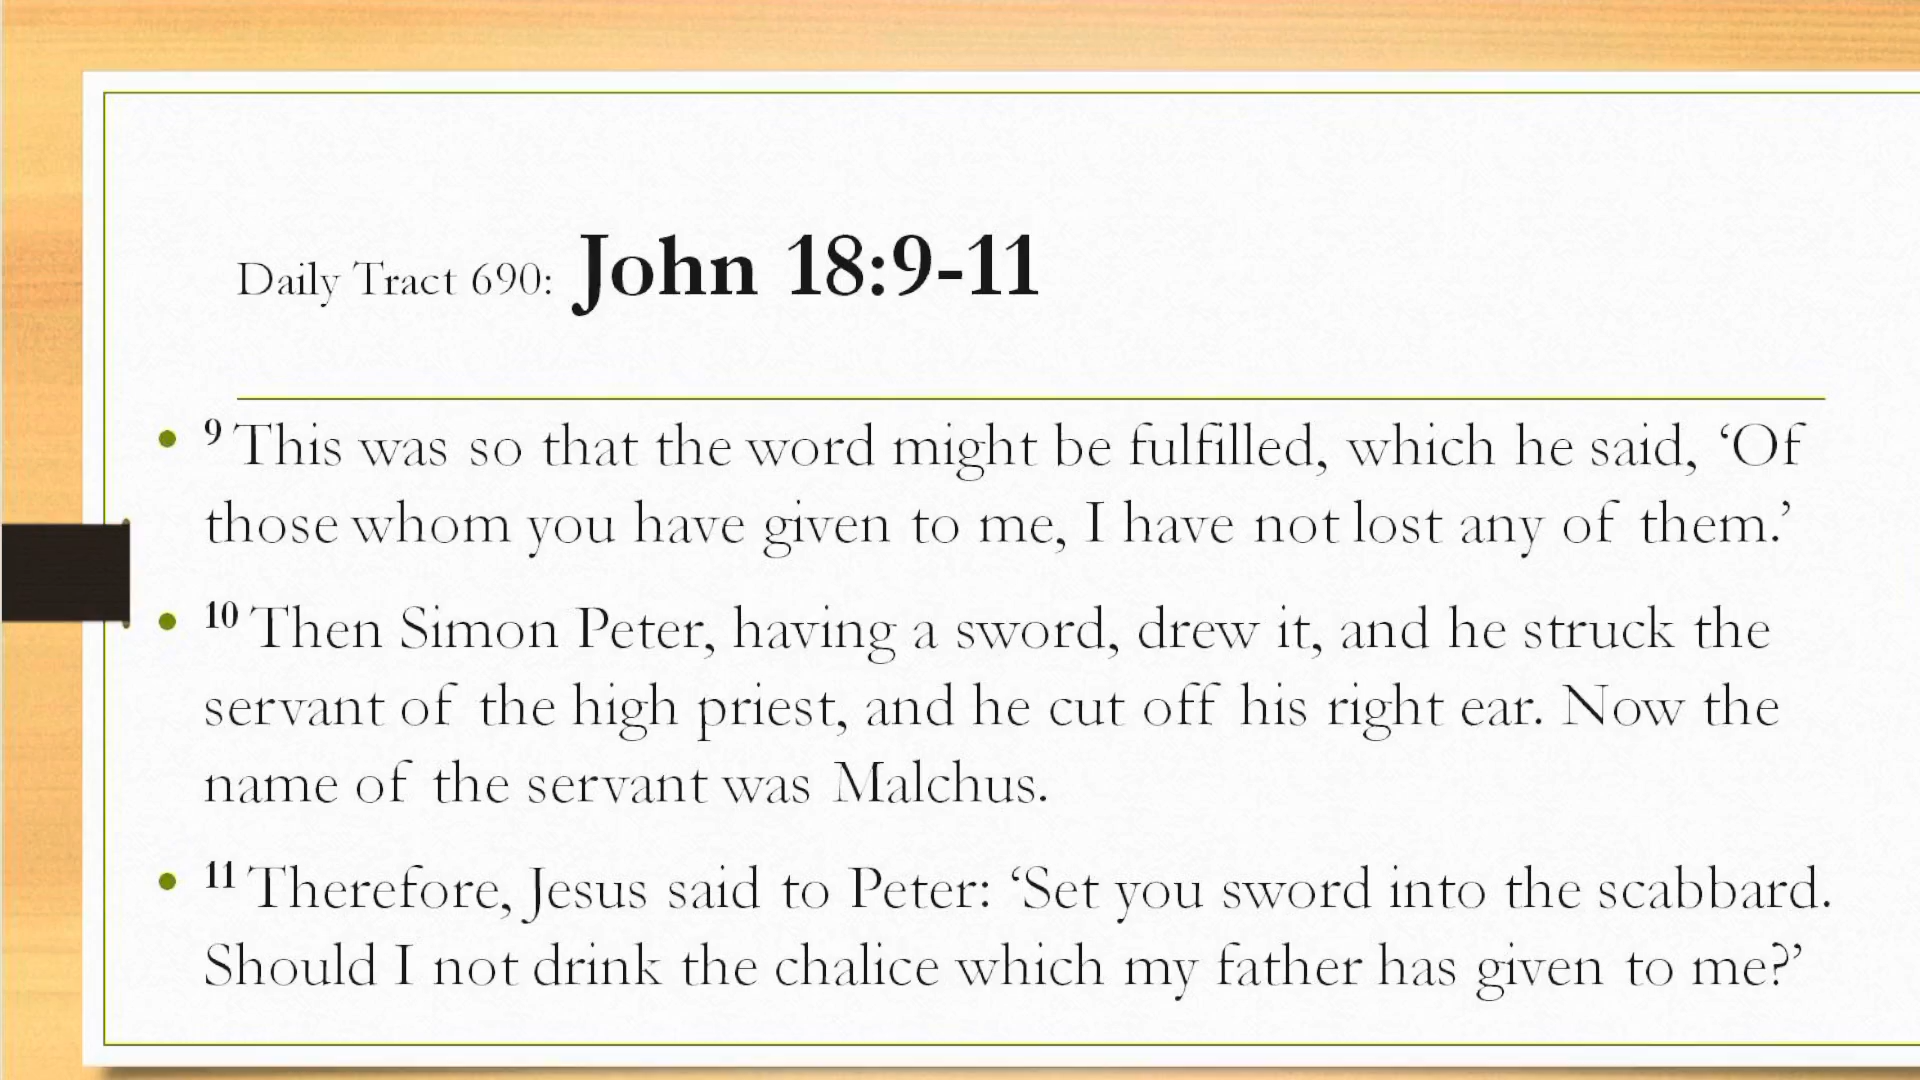 Daily Tract 690: John 18:9-11
• 9 This was so that the word might be fulfilled, which he said, ‘Of
those whom you have given to me, I have not lost any of them.’
• 10 Then Simon Peter, having a sword, drew it, and he struck the
servant of the high priest, and he cut off his right ear. Now the
name of the servant was Malchus.
• 11 Therefore, Jesus said to Peter: ‘Set you sword into the scabbard.
Should I not drink the chalice which my father has given to me?’